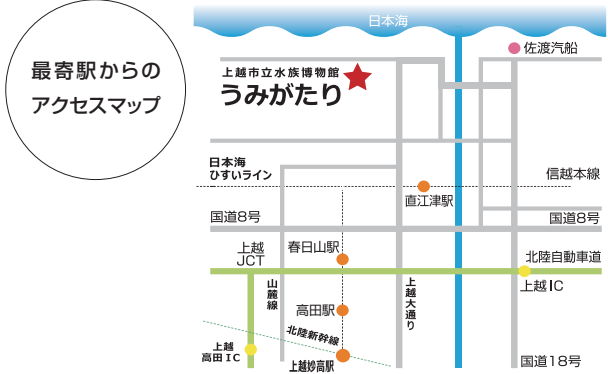 最寄駅からの
アクセスマップ
日本海
佐渡汽船
上越市立水族博物館
うみがたり
日本海
ひすいライン
信越本線
直江津駅
国道8号
国道8号
上越
JCT
春日山駅
北陸自動車道
山麓線
上越大通り
上越IC
高田駅
北陸新幹線
上越
高田IC
上越妙高駅
国道18号